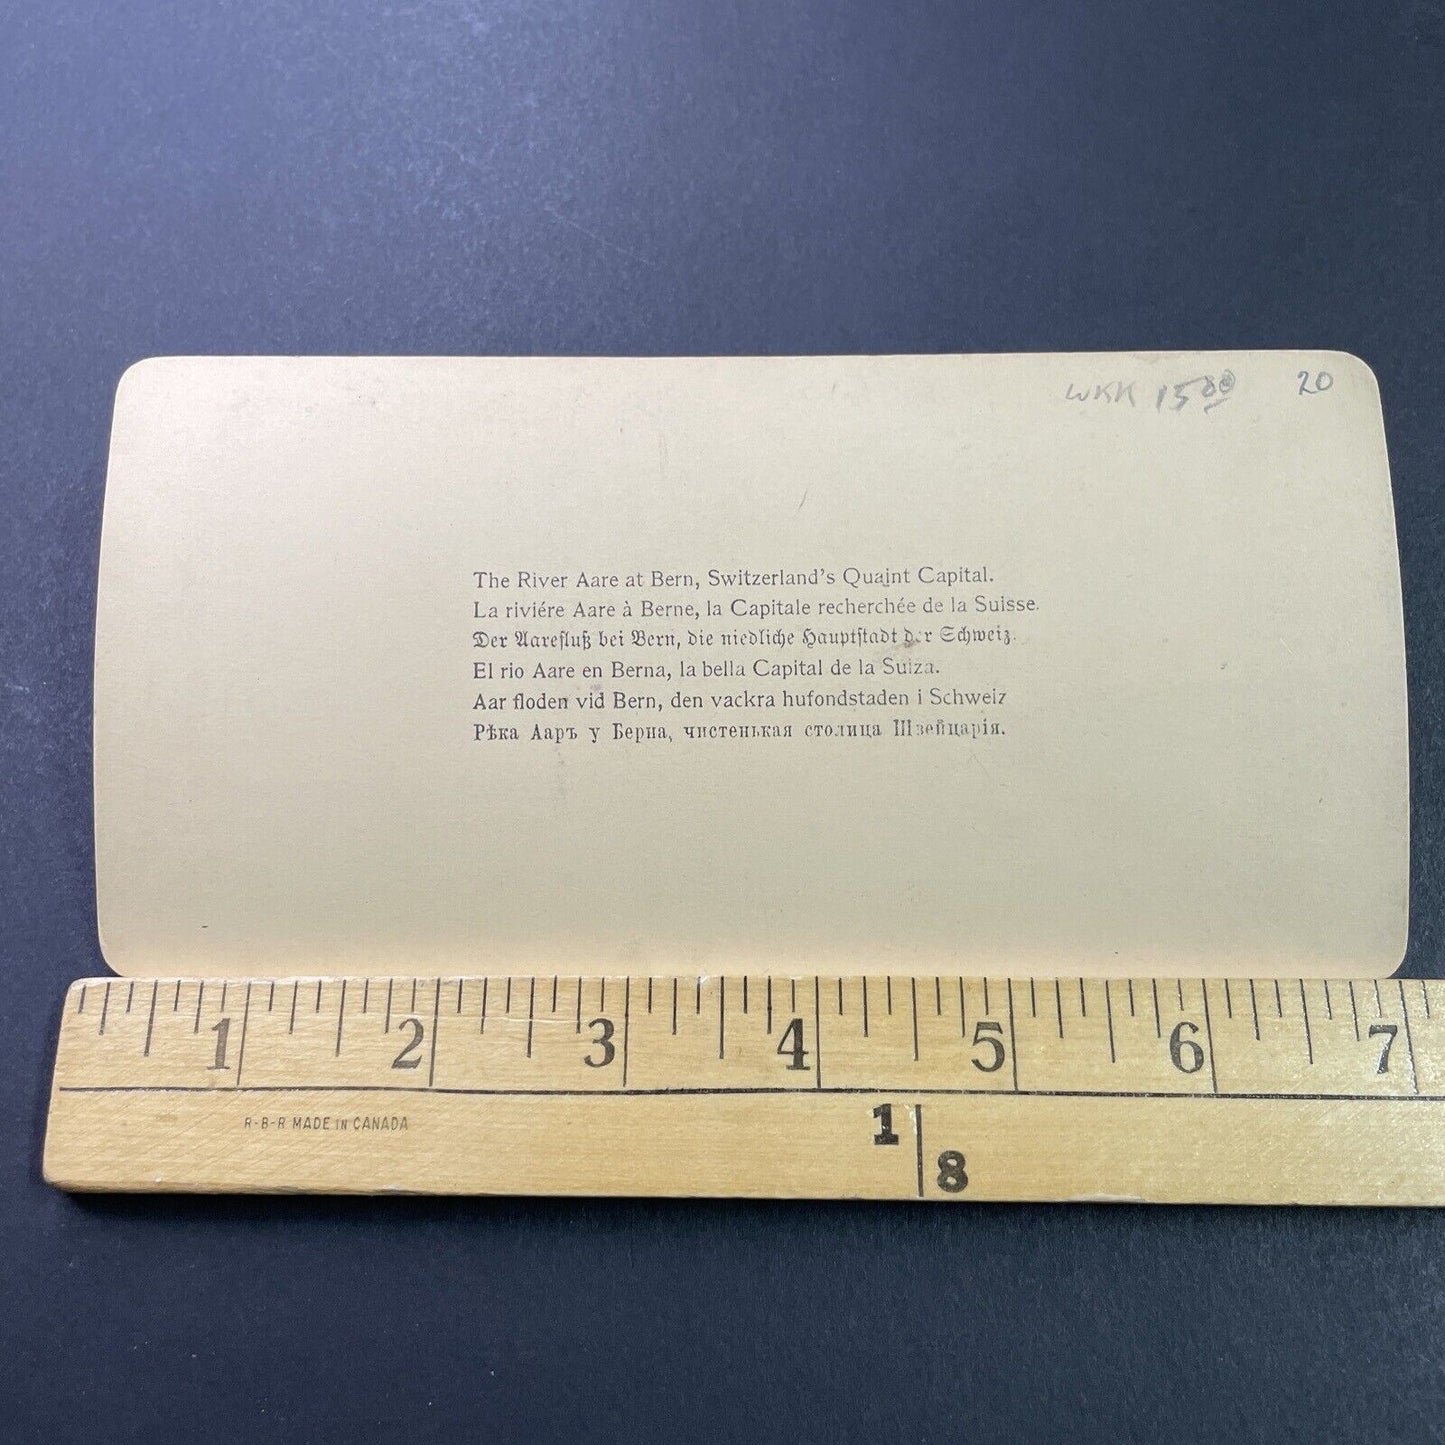 WKK 15.00 20
The River Aare at Bern, Switzerland's Quaint Capital.
La riviére Aare à Berne, la Capitale recherchée de la Suisse.
Der Aarefluß bei Bern, die niedliche Hauptstadt der Schweiz.
El rio Aare en Berna, la bella Capital de la Suiza.
Aar floden vid Bern, den vackra hufondstaden i Schweiz
Рѣка Ааръ у Берна, чистенькая столица Швейцарія.
1 2 3 4 5 6 7
R-B-R MADE IN CANADA
1
8